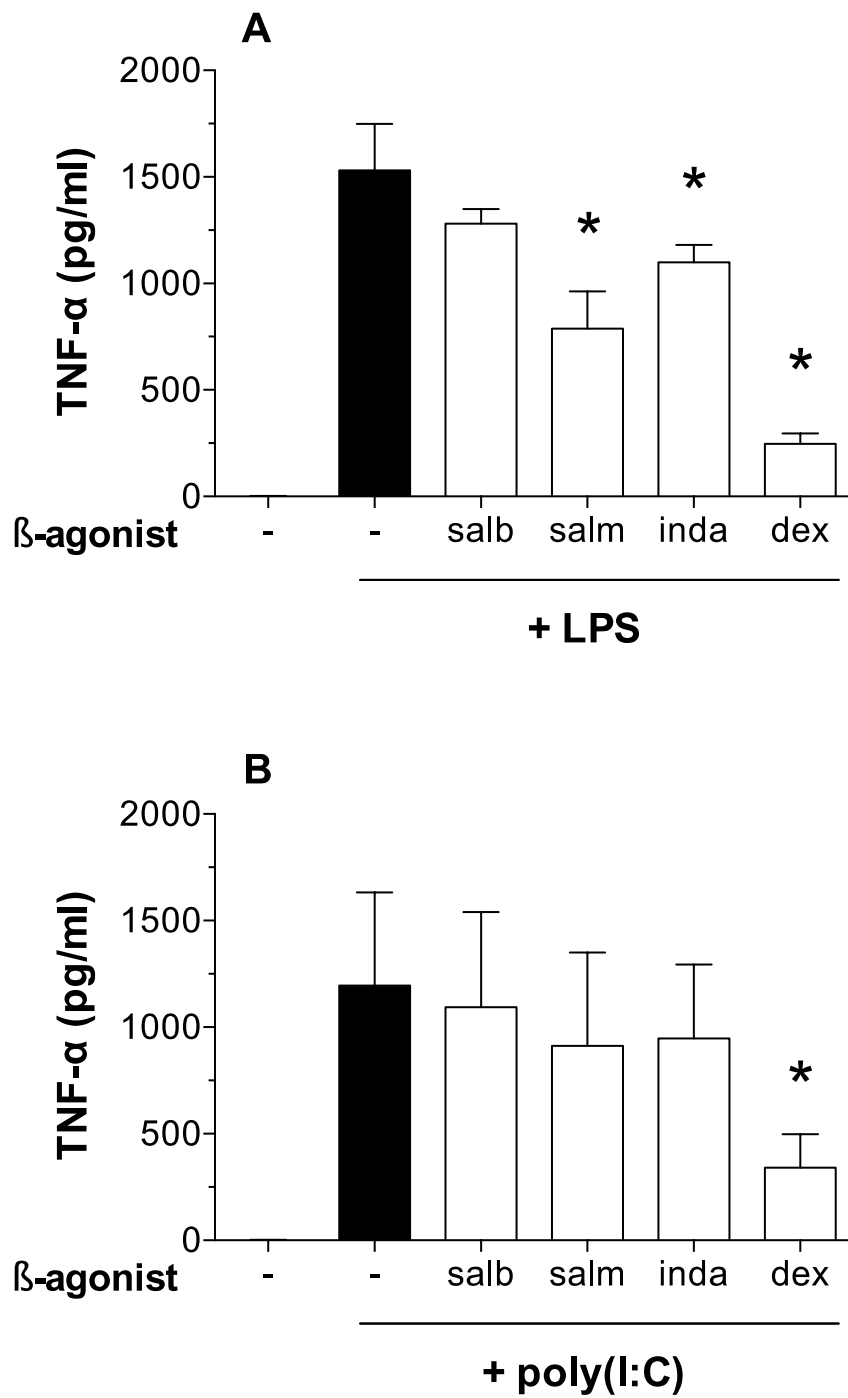 A
2000
1500
1000
500
0
TNF-α (pg/ml)
* * *
ß-agonist - - salb salm inda dex
+ LPS
B
2000
1500
1000
500
0
TNF-α (pg/ml)
*
ß-agonist - - salb salm inda dex
+ poly(I:C)